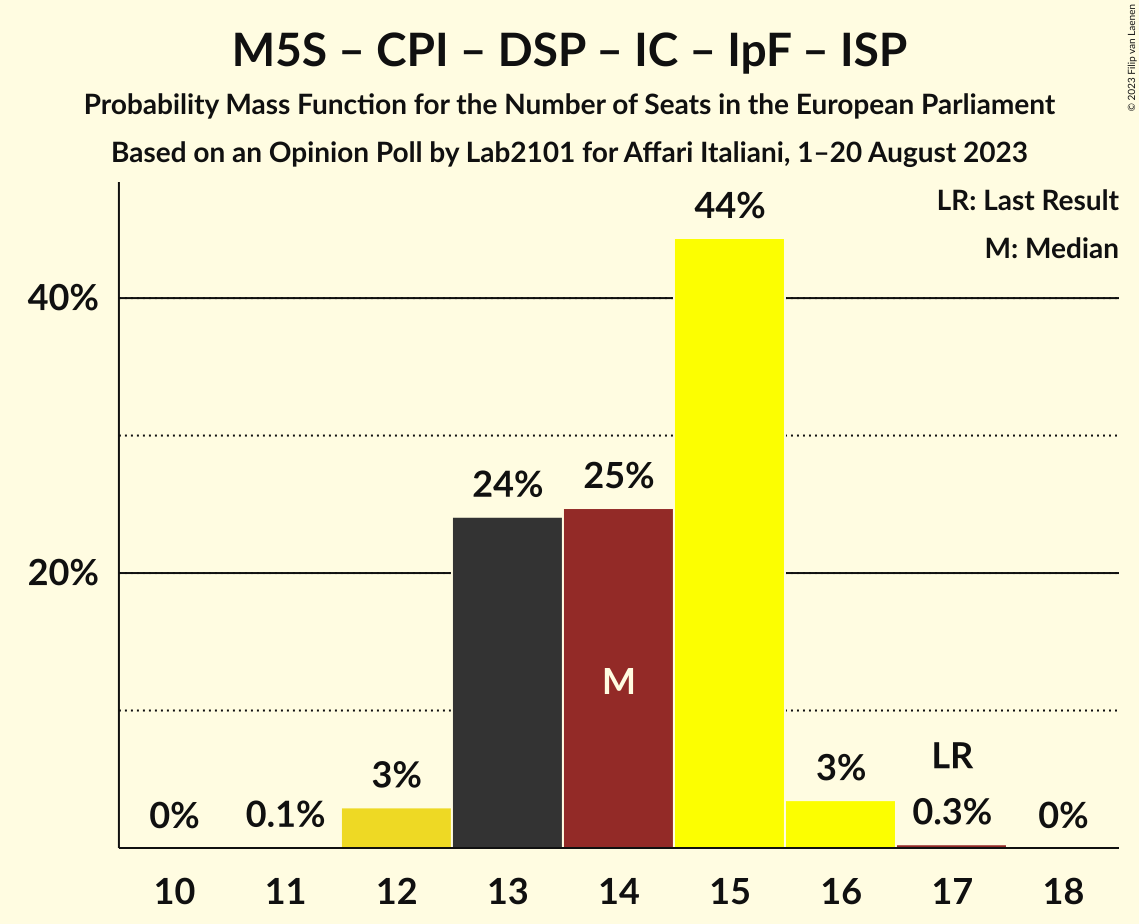 M5S – CPI – DSP – IC – IpF – ISP
Probability Mass Function for the Number of Seats in the European Parliament
Based on an Opinion Poll by Lab2101 for Affari Italiani, 1–20 August 2023
© 2023 Filip van Laenen
LR: Last Result
M: Median
40%
20%
0%
0.1%
3%
24%
25%
44%
3%
0.3%
0%
M
LR
10 11 12 13 14 15 16 17 18